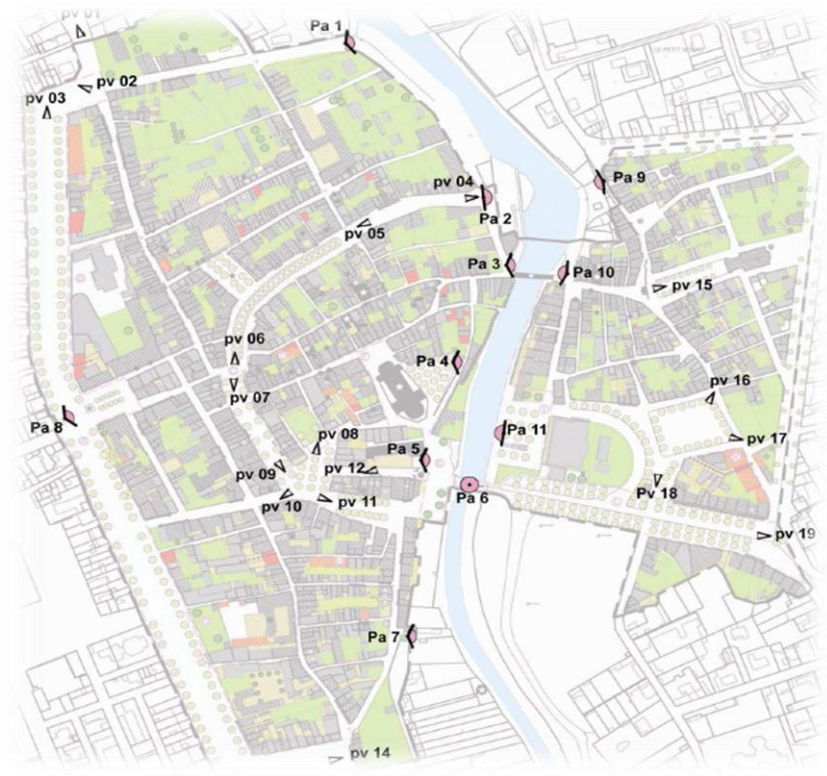 pv 01
Pa 1
pv 02
pv 03
pv 04
Pa 9
Pa 2
pv 05
Pa 3
Pa 10
pv 15
pv 06
Pa 4
pv 07
pv 16
Pa 8
Pa 11
pv 08
pv 17
Pa 5
pv 09
pv 12
pv 10
pv 11
Pa 6
Pv 18
pv 19
Pa 7
pv 14